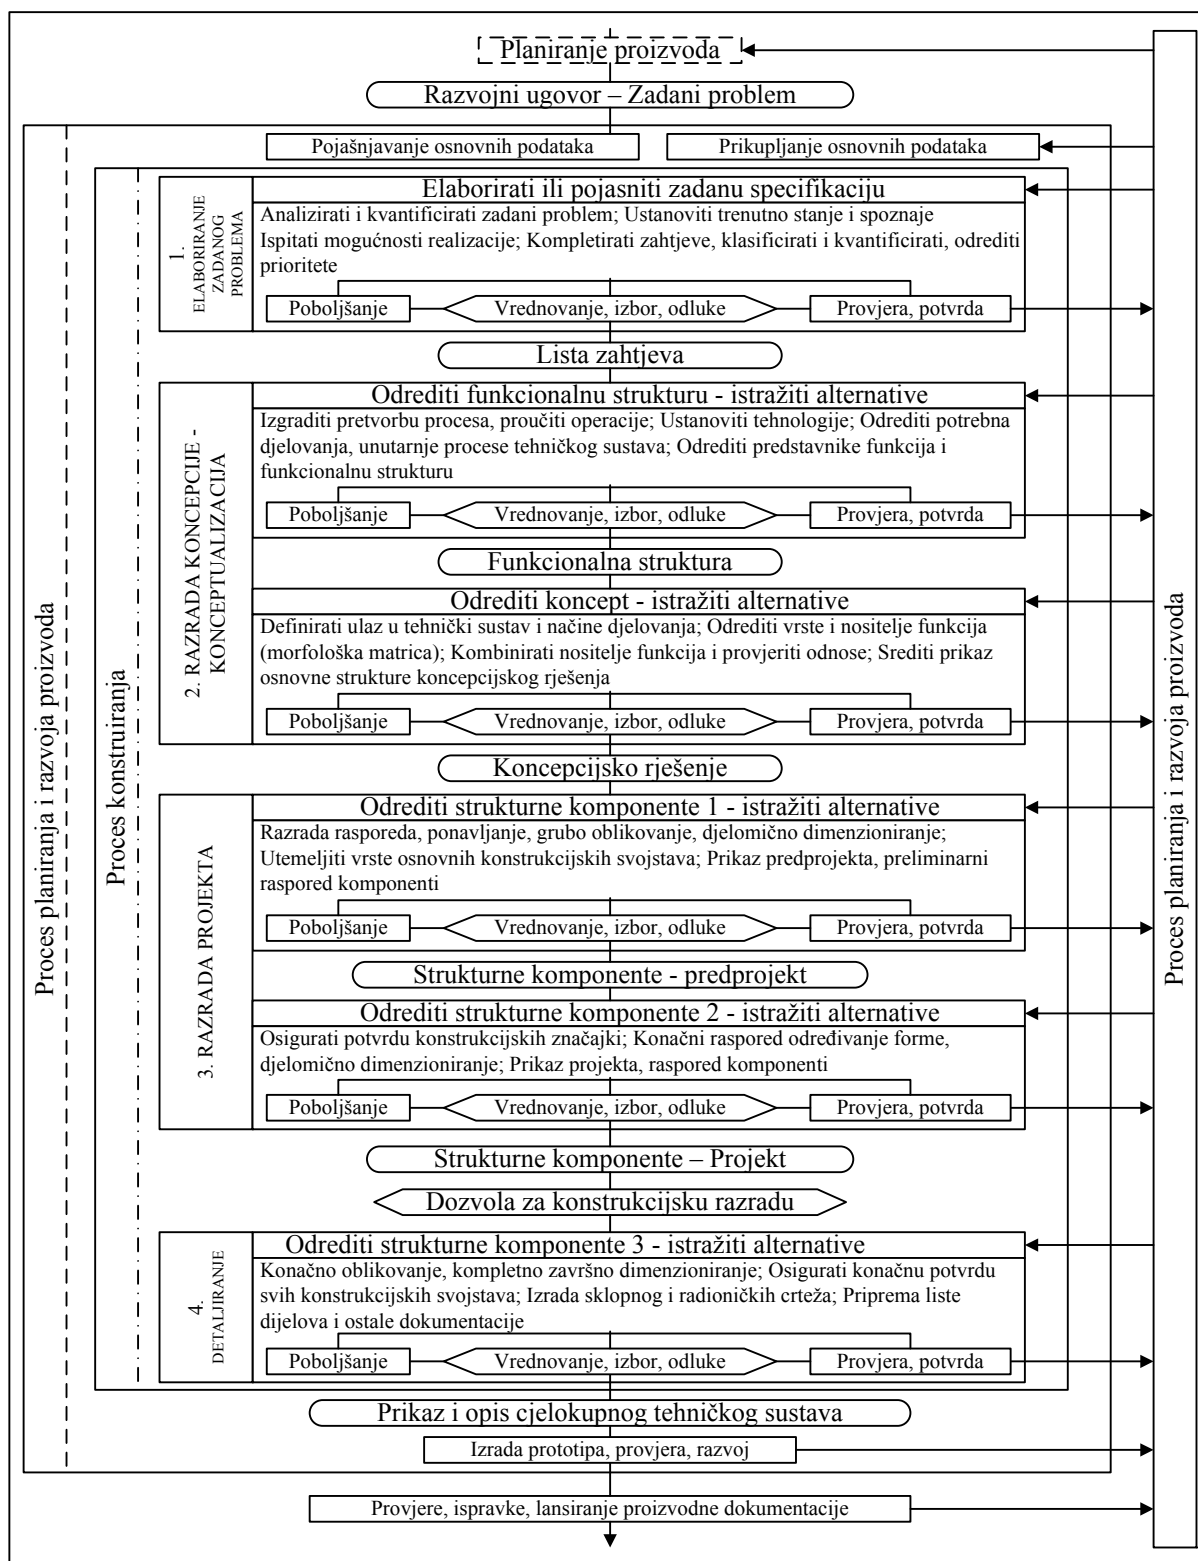 Planiranje proizvoda
Razvojni ugovor – Zadani problem
Pojašnjavanje osnovnih podataka
Prikupljanje osnovnih podataka
Proces planiranja i razvoja proizvoda
Proces konstruiranja
Proces planiranja i razvoja proizvoda
1.
ELABORIRANJE
ZADANOG
PROBLEMA
Elaborirati ili pojasniti zadanu specifikaciju
Analizirati i kvantificirati zadani problem; Ustanoviti trenutno stanje i spoznaje
Ispitati mogućnosti realizacije; Kompletirati zahtjeve, klasificirati i kvantificirati, odrediti
prioritete
Poboljšanje
Vrednovanje, izbor, odluke
Provjera, potvrda
Lista zahtjeva
2. RAZRADA KONCEPCIJE -
KONCEPTUALIZACIJA
Odrediti funkcionalnu strukturu - istražiti alternative
Izgraditi pretvorbu procesa, proučiti operacije; Ustanoviti tehnologije; Odrediti potrebna
djelovanja, unutarnje procese tehničkog sustava; Odrediti predstavnike funkcija i
funkcionalnu strukturu
Poboljšanje
Vrednovanje, izbor, odluke
Provjera, potvrda
Funkcionalna struktura
Odrediti koncept - istražiti alternative
Definirati ulaz u tehnički sustav i načine djelovanja; Odrediti vrste i nositelje funkcija
(morfološka matrica); Kombinirati nositelje funkcija i provjeriti odnose; Srediti prikaz
osnovne strukture koncepcijskog rješenja
Poboljšanje
Vrednovanje, izbor, odluke
Provjera, potvrda
Koncepcijsko rješenje
3. RAZRADA PROJEKTA
Odrediti strukturne komponente 1 - istražiti alternative
Razrada rasporeda, ponavljanje, grubo oblikovanje, djelomično dimenzioniranje;
Utemeljiti vrste osnovnih konstrukcijskih svojstava; Prikaz predprojekta, preliminarni
raspored komponenti
Poboljšanje
Vrednovanje, izbor, odluke
Provjera, potvrda
Strukturne komponente - predprojekt
Odrediti strukturne komponente 2 - istražiti alternative
Osigurati potvrdu konstrukcijskih značajki; Konačni raspored određivanje forme,
djelomično dimenzioniranje; Prikaz projekta, raspored komponenti
Poboljšanje
Vrednovanje, izbor, odluke
Provjera, potvrda
Strukturne komponente – Projekt
Dozvola za konstrukcijsku razradu
4.
DETALJIRANJE
Odrediti strukturne komponente 3 - istražiti alternative
Konačno oblikovanje, kompletno završno dimenzioniranje; Osigurati konačnu potvrdu
svih konstrukcijskih svojstava; Izrada sklopnog i radioničkih crteža; Priprema liste
dijelova i ostale dokumentacije
Poboljšanje
Vrednovanje, izbor, odluke
Provjera, potvrda
Prikaz i opis cjelokupnog tehničkog sustava
Izrada prototipa, provjera, razvoj
Provjere, ispravke, lansiranje proizvodne dokumentacije